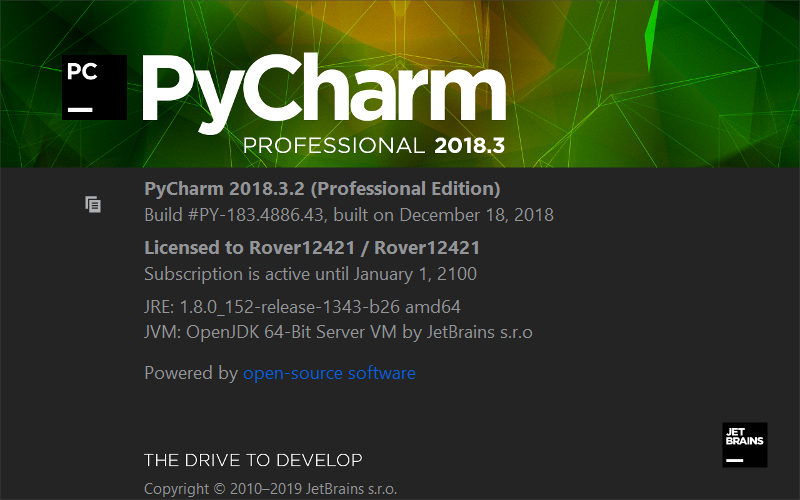 PC
PyCharm
PROFESSIONAL 2018.3
PyCharm 2018.3.2 (Professional Edition)
Build #PY-183.4886.43, built on December 18, 2018
Licensed to Rover12421 / Rover12421
Subscription is active until January 1, 2100
JRE: 1.8.0_152-release-1343-b26 amd64
JVM: OpenJDK 64-Bit Server VM by JetBrains s.r.o
Powered by open-source software
JET
BRAINS
THE DRIVE TO DEVELOP
Copyright © 2010–2019 JetBrains s.r.o.